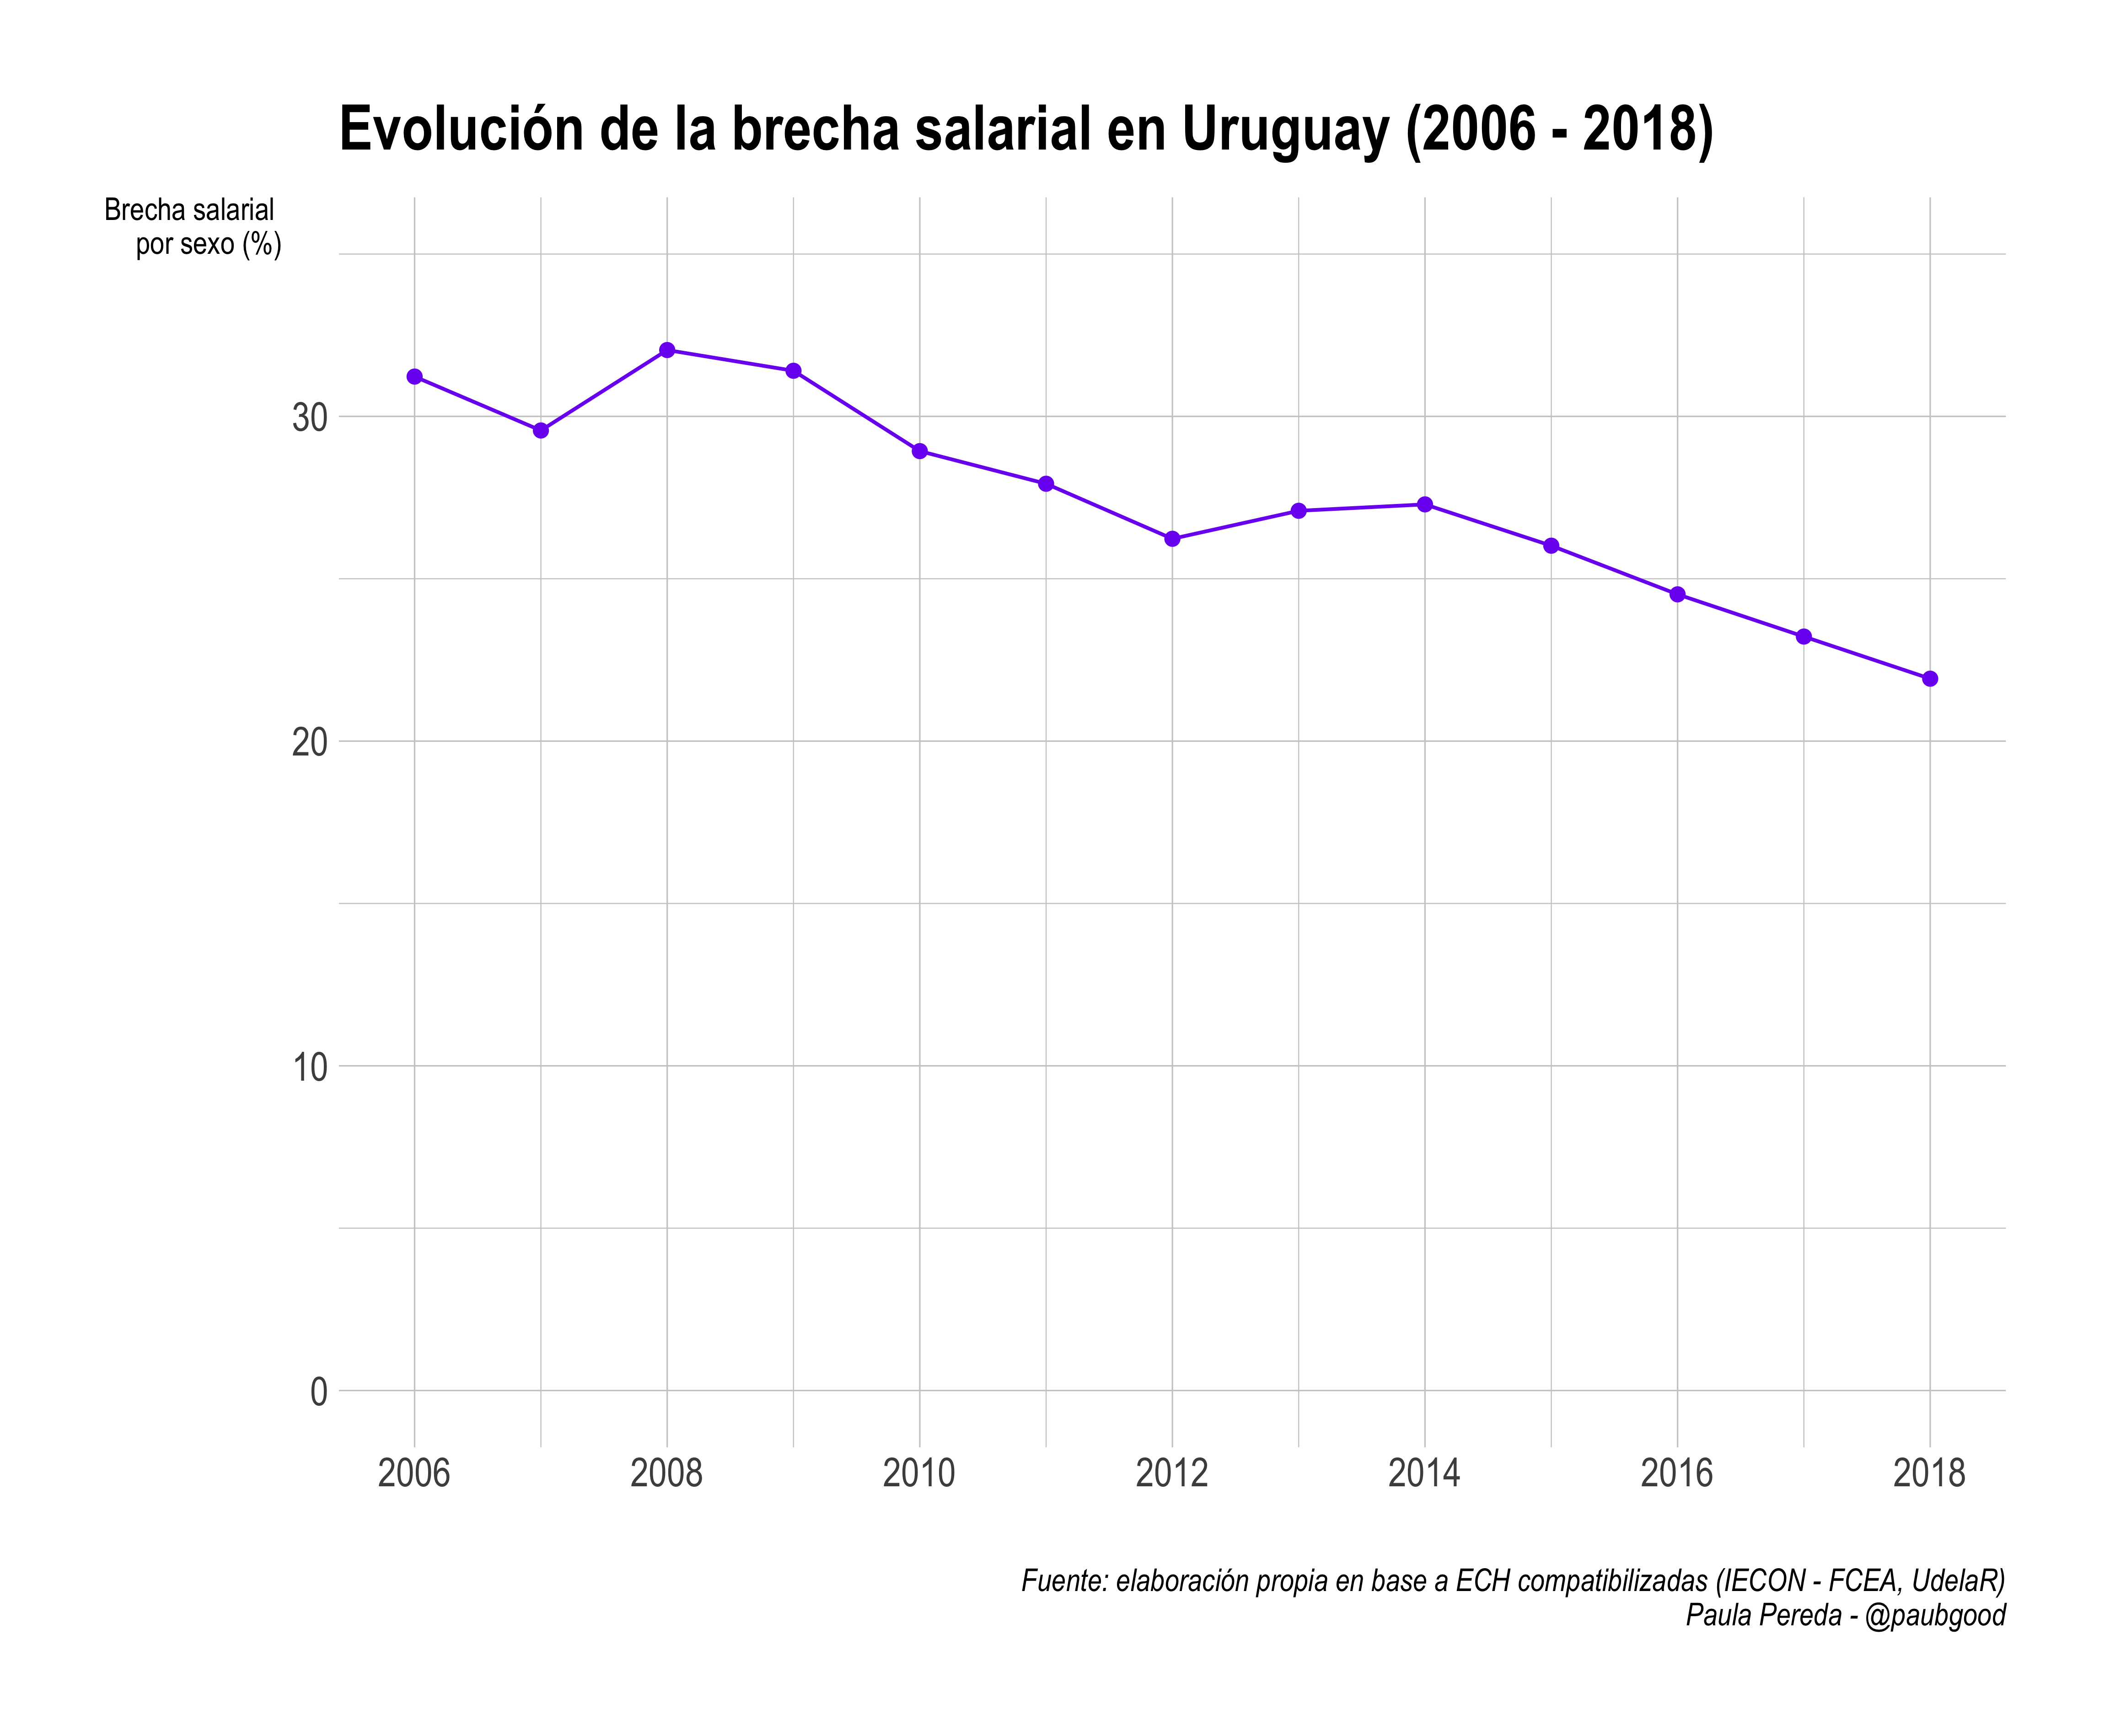 Evolución de la brecha salarial en Uruguay (2006 - 2018)
Brecha salarial
por sexo (%)
30
20
10
0
2006 2008 2010 2012 2014 2016 2018
Fuente: elaboración propia en base a ECH compatibilizadas (IECON - FCEA, UdelaR)
Paula Pereda - @paubgood